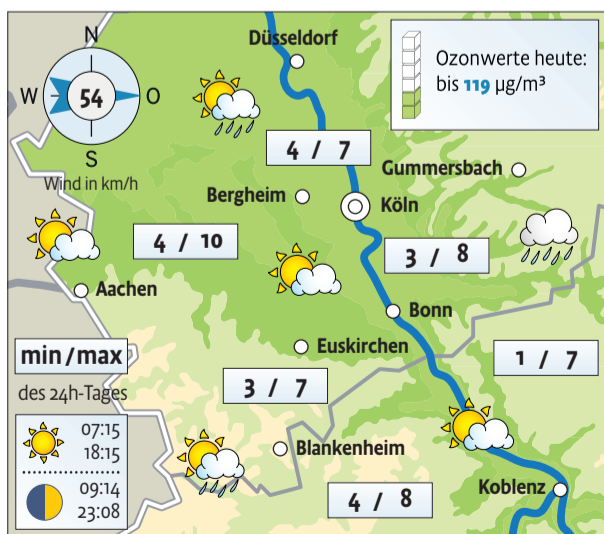 N
W 54 O
S
Wind in km/h
Düsseldorf
Ozonwerte heute:
bis 119 µg/m³
4 / 7
Gummersbach
Bergheim
Köln
4 / 10
3 / 8
Aachen
Bonn
Euskirchen
min/max
des 24h-Tages
1 / 7
3 / 7
07:15
18:15
09:14
23:08
Blankenheim
4 / 8
Koblenz